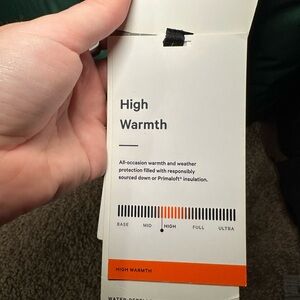 High
Warmth
All-occasion warmth and weather
protection filled with responsibly
sourced down or Primaloft® insulation.
BASE MID HIGH FULL ULTRA
HIGH WARMTH